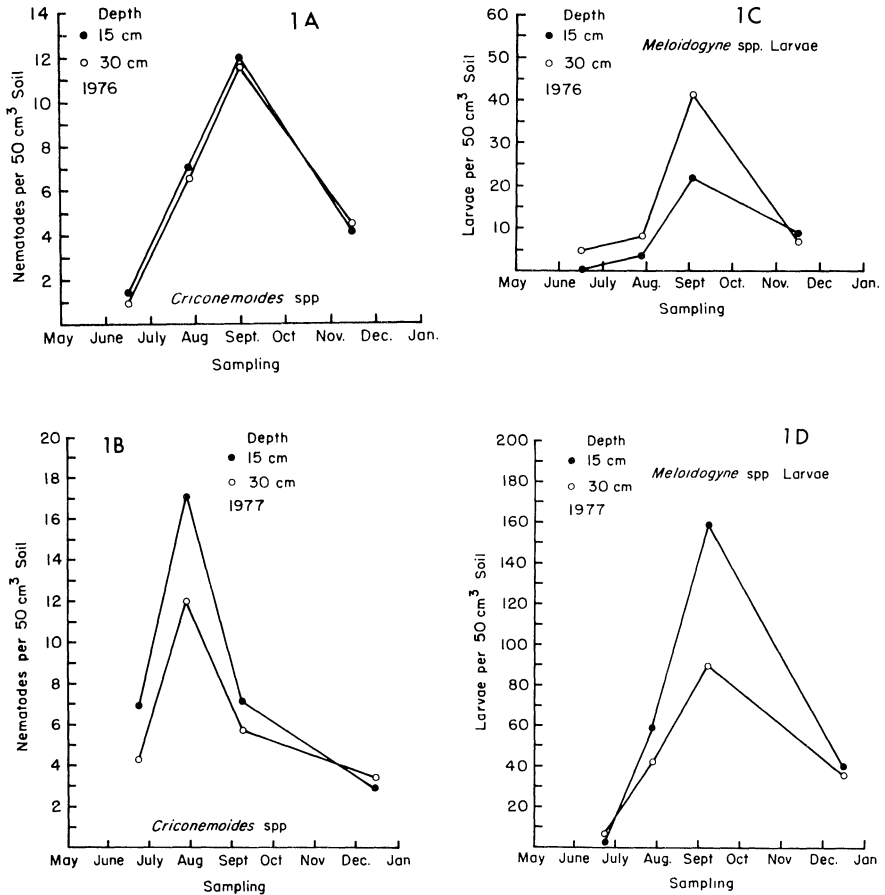 1A
Depth
● 15 cm
○ 30 cm
1976
Nematodes per 50 cm³ Soil
14
12
10
8
6
4
2
Criconemoides spp
May June July Aug Sept. Oct Nov. Dec. Jan.
Sampling
1C
Depth
● 15 cm
○ 30 cm
1976
Meloidogyne spp. Larvae
Larvae per 50 cm³ Soil
60
50
40
30
20
10
May June July Aug. Sept Oct. Nov. Dec Jan.
Sampling
1B
Depth
● 15 cm
○ 30 cm
1977
Nematodes per 50 cm³ Soil
20
18
16
14
12
10
8
6
4
2
Criconemoides spp
May June July Aug Sept Oct Nov Dec. Jan
Sampling
1D
Depth
● 15 cm
○ 30 cm
1977
Meloidogyne spp Larvae
Larvae per 50 cm³ Soil
200
180
160
140
120
100
80
60
40
20
May June July Aug. Sept Oct Nov Dec. Jan
Sampling